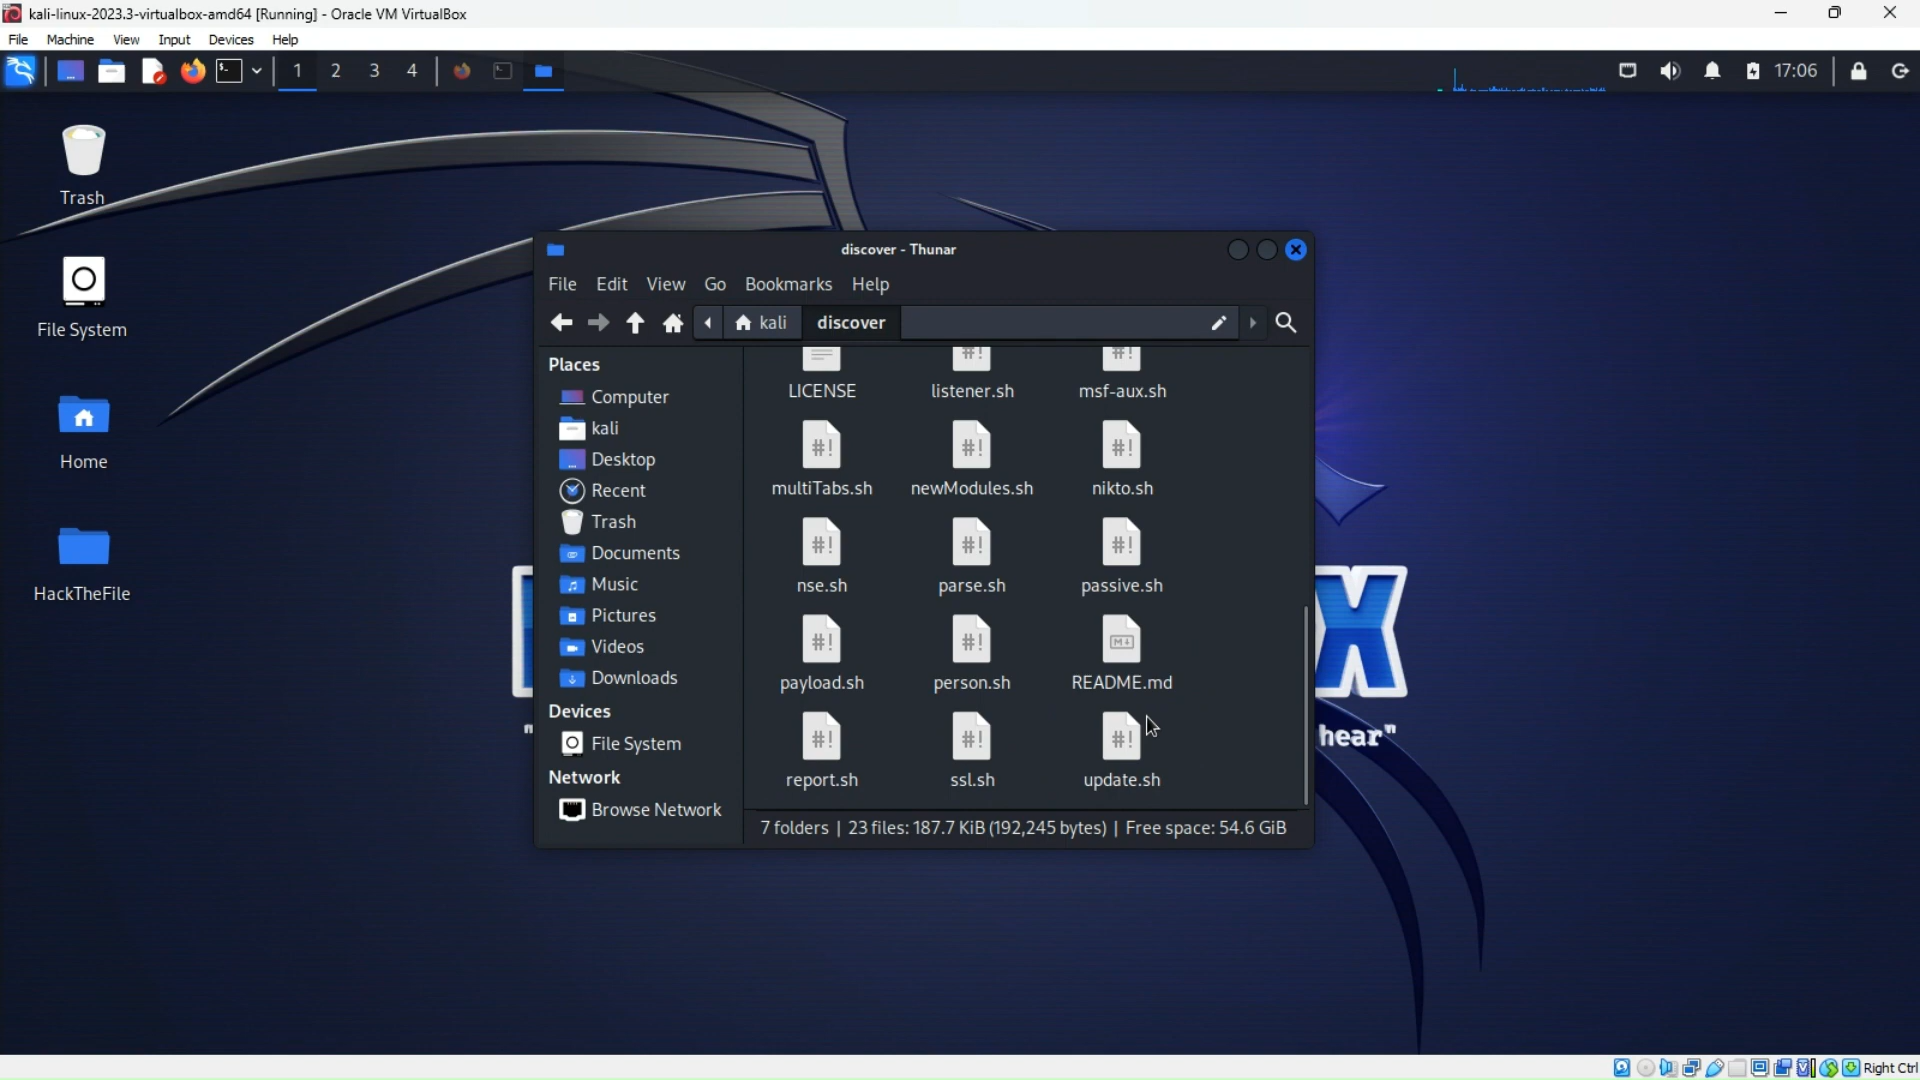 kali-linux-2023.3-virtualbox-amd64 [Running] - Oracle VM VirtualBox
File Machine View Input Devices Help
1 2 3 4 17:06
Trash
File System
Home
HackTheFile
discover - Thunar
File Edit View Go Bookmarks Help
kali discover
Places
Computer
kali
Desktop
Recent
Trash
Documents
Music
Pictures
Videos
Downloads
Devices
File System
Network
Browse Network
LICENSE listener.sh msf-aux.sh
multiTabs.sh newModules.sh nikto.sh
nse.sh parse.sh passive.sh
payload.sh person.sh README.md
report.sh ssl.sh update.sh
7 folders | 23 files: 187.7 KiB (192,245 bytes) | Free space: 54.6 GiB
X
hear"
Right Ctrl